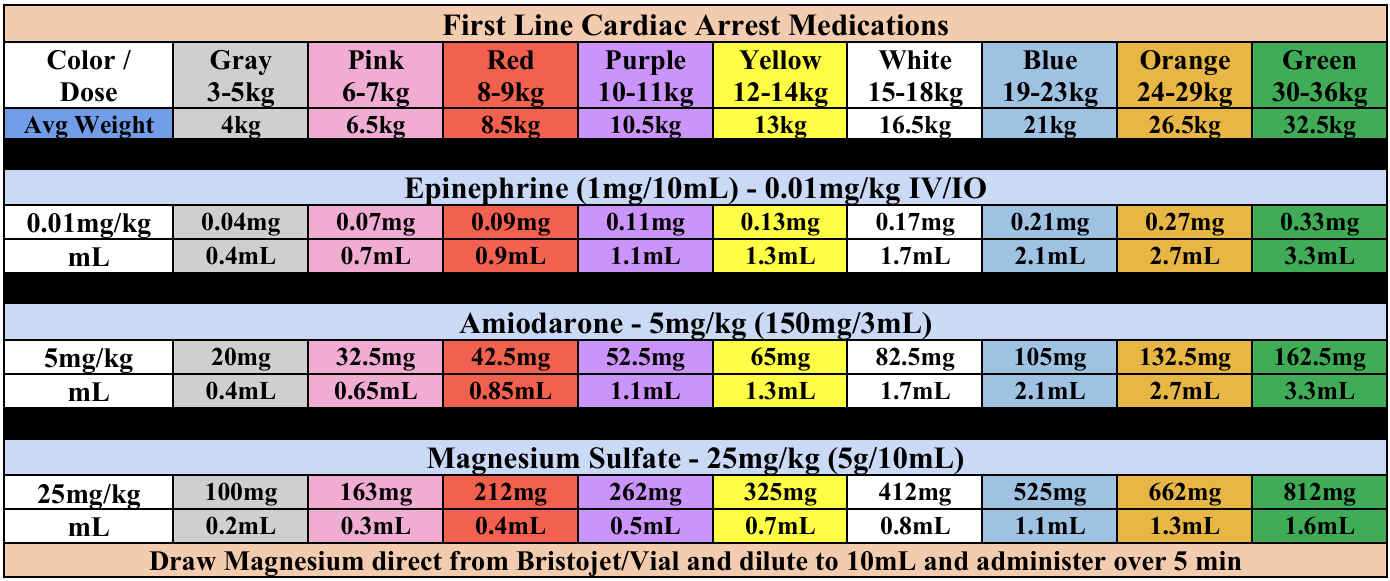 First Line Cardiac Arrest Medications
Color / Dose Gray 3-5kg Pink 6-7kg Red 8-9kg Purple 10-11kg Yellow 12-14kg White 15-18kg Blue 19-23kg Orange 24-29kg Green 30-36kg
Avg Weight 4kg 6.5kg 8.5kg 10.5kg 13kg 16.5kg 21kg 26.5kg 32.5kg
Epinephrine (1mg/10mL) - 0.01mg/kg IV/IO
0.01mg/kg 0.04mg 0.07mg 0.09mg 0.11mg 0.13mg 0.17mg 0.21mg 0.27mg 0.33mg
mL 0.4mL 0.7mL 0.9mL 1.1mL 1.3mL 1.7mL 2.1mL 2.7mL 3.3mL
Amiodarone - 5mg/kg (150mg/3mL)
5mg/kg 20mg 32.5mg 42.5mg 52.5mg 65mg 82.5mg 105mg 132.5mg 162.5mg
mL 0.4mL 0.65mL 0.85mL 1.1mL 1.3mL 1.7mL 2.1mL 2.7mL 3.3mL
Magnesium Sulfate - 25mg/kg (5g/10mL)
25mg/kg 100mg 163mg 212mg 262mg 325mg 412mg 525mg 662mg 812mg
mL 0.2mL 0.3mL 0.4mL 0.5mL 0.7mL 0.8mL 1.1mL 1.3mL 1.6mL
Draw Magnesium direct from Bristojet/Vial and dilute to 10mL and administer over 5 min